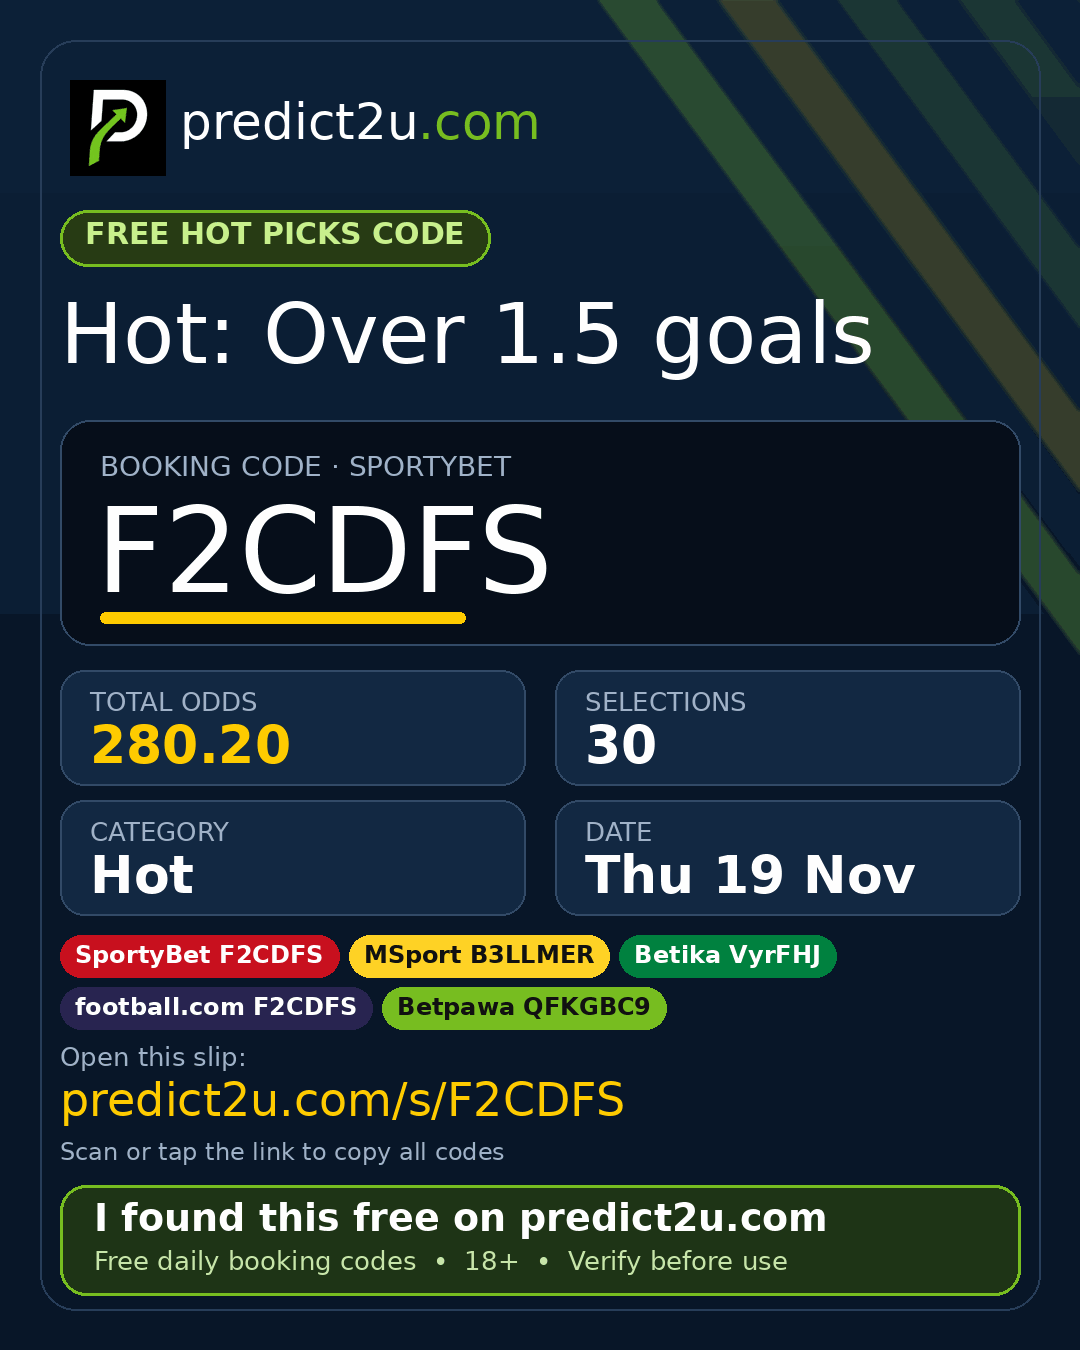 predict2u.com
FREE HOT PICKS CODE
Hot: Over 1.5 goals
BOOKING CODE · SPORTYBET
F2CDFS
TOTAL ODDS
280.20
SELECTIONS
30
CATEGORY
Hot
DATE
Thu 19 Nov
SportyBet F2CDFS
MSport B3LLMER
Betika VyrFHJ
football.com F2CDFS
Betpawa QFKGBC9
Open this slip:
predict2u.com/s/F2CDFS
Scan or tap the link to copy all codes
I found this free on predict2u.com
Free daily booking codes • 18+ • Verify before use